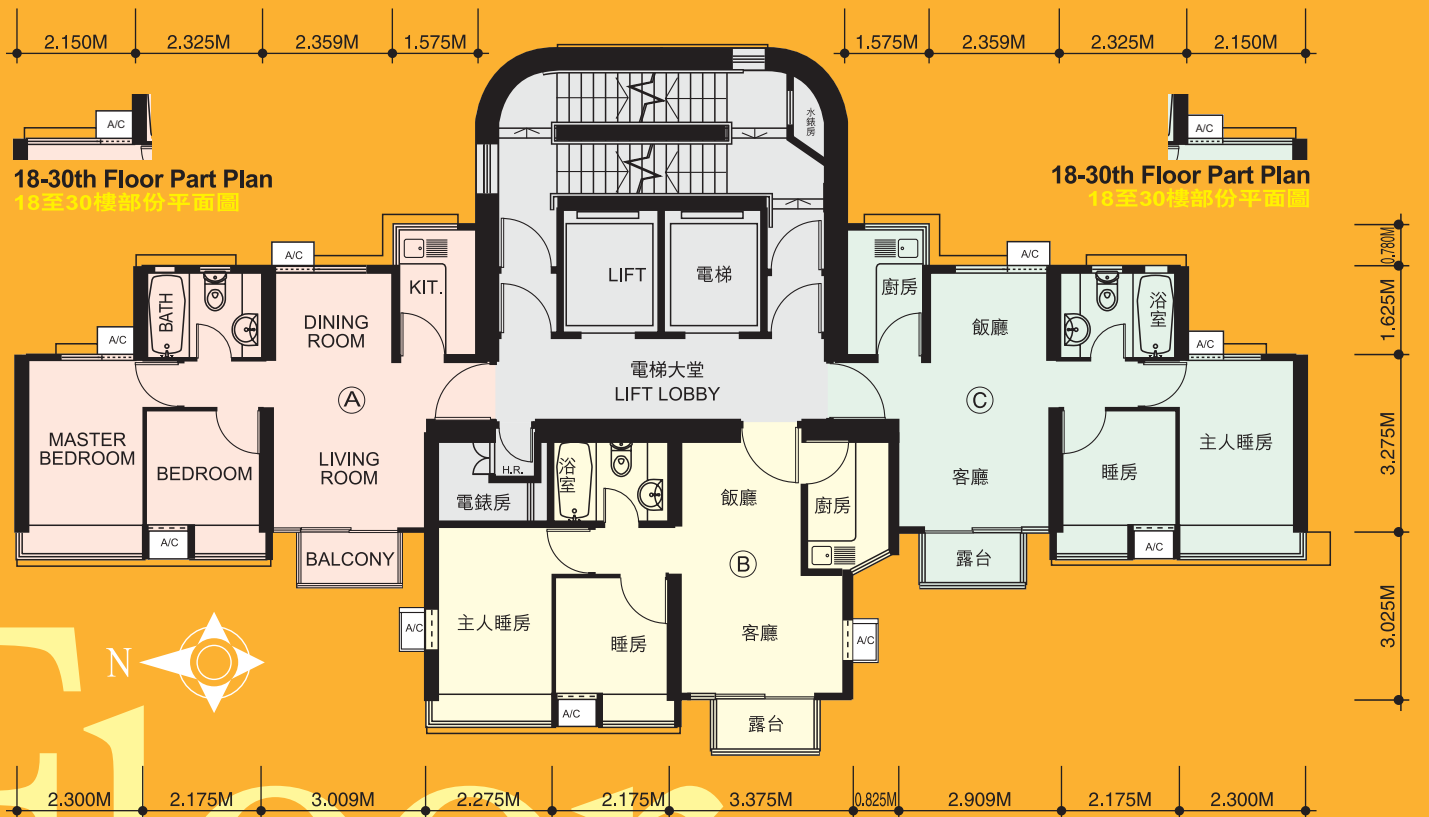 2.150M 2.325M 2.359M 1.575M
1.575M 2.359M 2.325M 2.150M
水錶房
A/C
A/C
18-30th Floor Part Plan
18至30樓部份平面圖
18-30th Floor Part Plan
18至30樓部份平面圖
0.780M
1.625M
3.275M
3.025M
A/C
A/C
LIFT
電梯
KIT.
廚房
BATH
浴室
DINING
ROOM
飯廳
A/C
A/C
電梯大堂
LIFT LOBBY
A
C
MASTER
BEDROOM
BEDROOM
LIVING
ROOM
主人睡房
睡房
客廳
H.R.
浴室
電錶房
飯廳
廚房
A/C
BALCONY
露台
A/C
B
A/C
主人睡房
睡房
客廳
A/C
N
A/C
露台
Floor
2.300M 2.175M 3.009M 2.275M 2.175M 3.375M 0.825M 2.909M 2.175M 2.300M